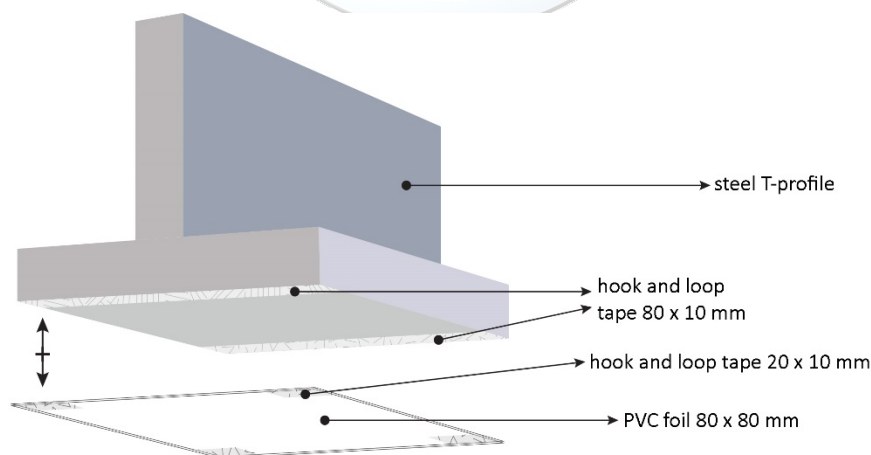 steel T-profile
hook and loop
tape 80 x 10 mm
hook and loop tape 20 x 10 mm
PVC foil 80 x 80 mm